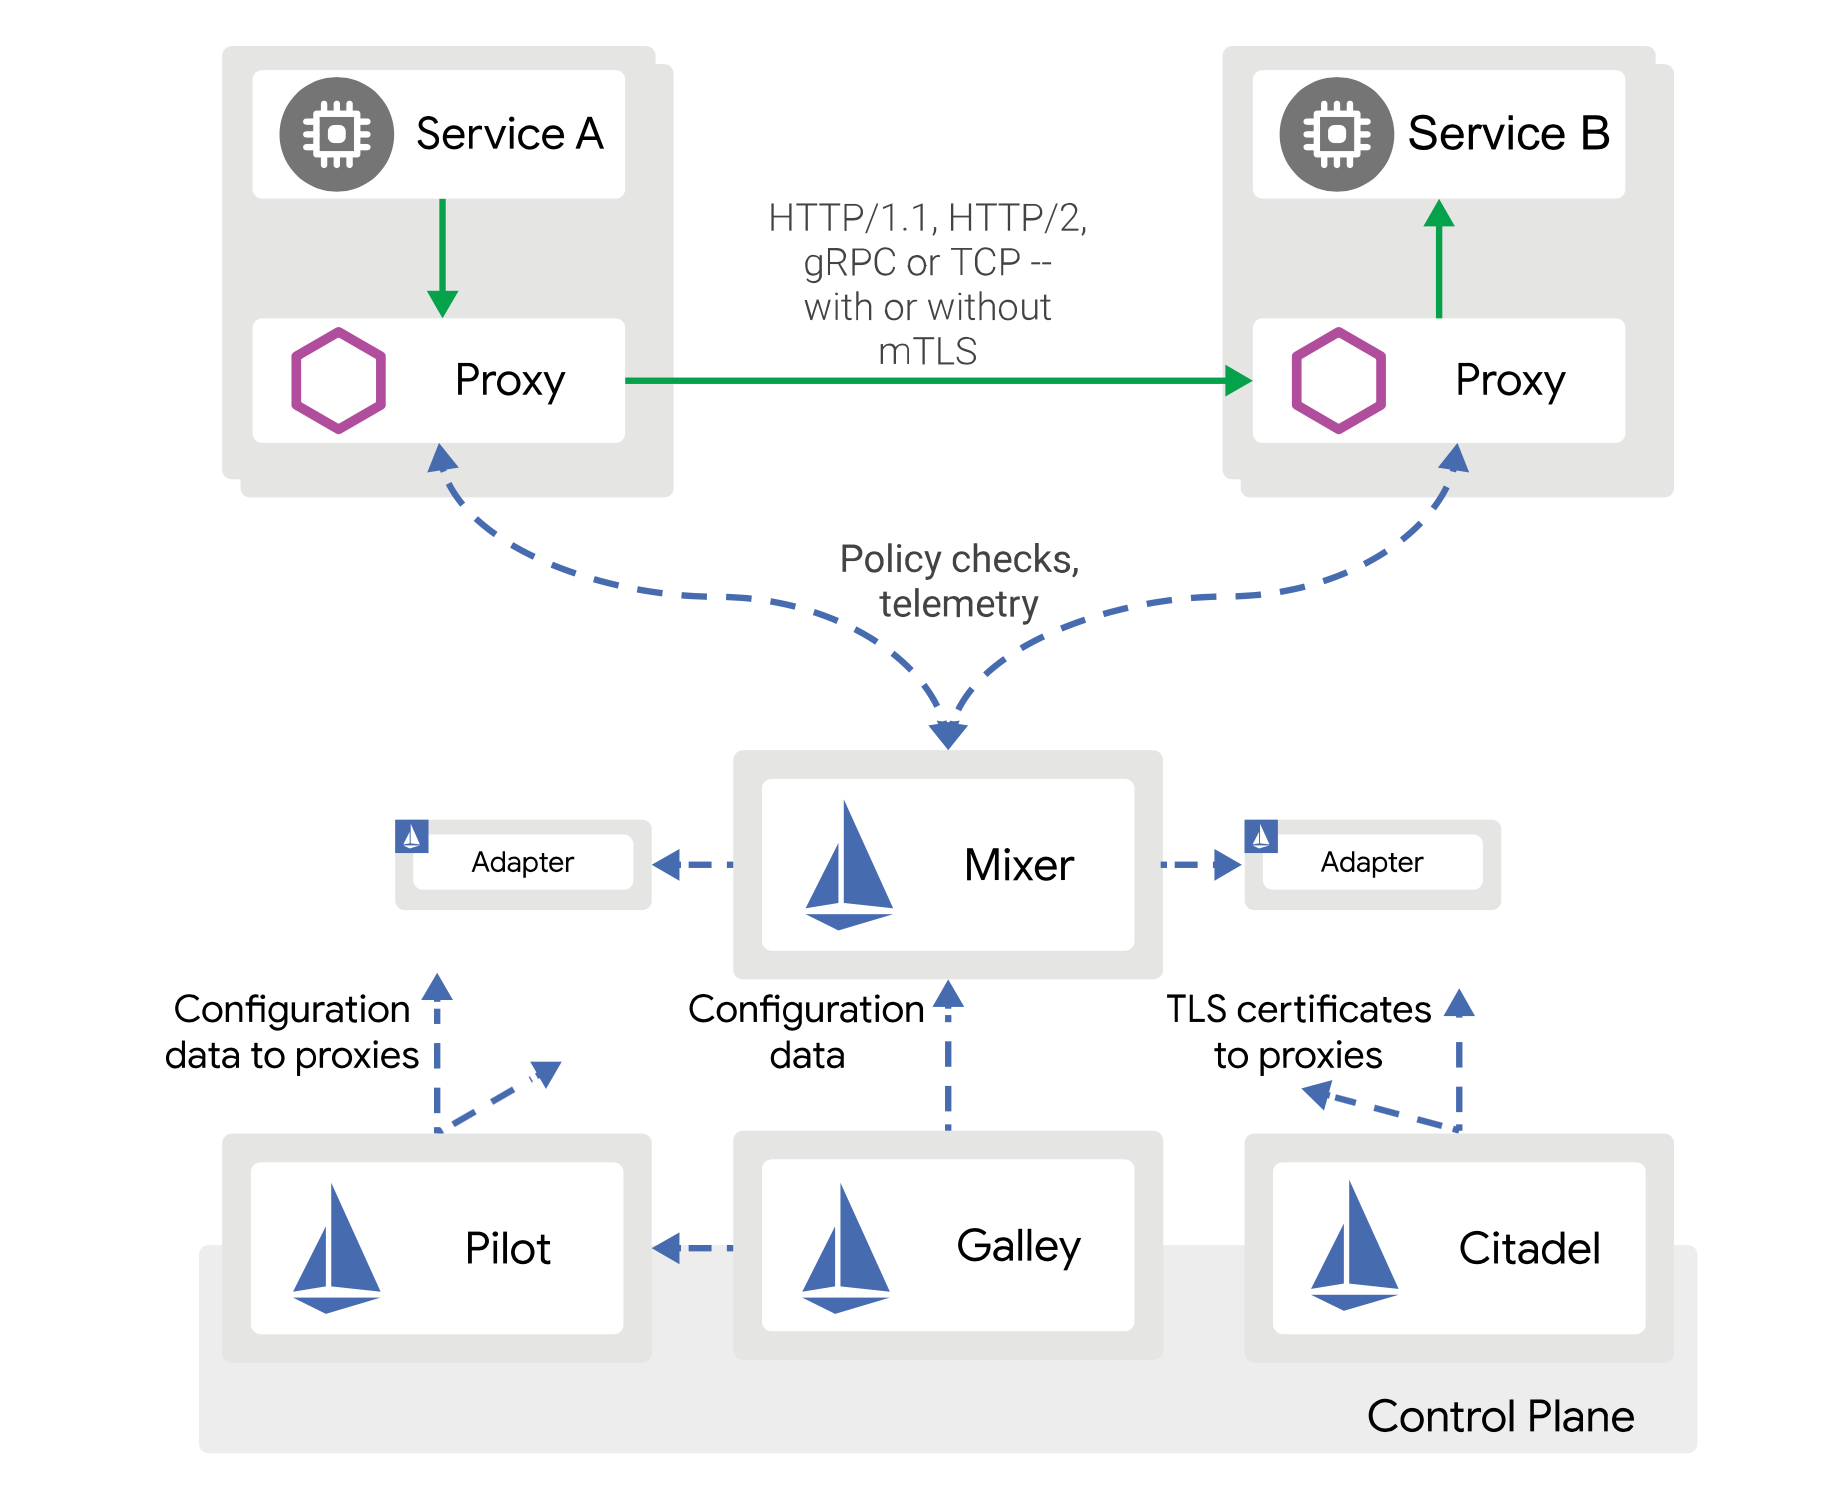 Service A
Service B
HTTP/1.1, HTTP/2,
gRPC or TCP --
with or without
mTLS
Proxy
Proxy
Policy checks,
telemetry
Adapter
Mixer
Adapter
Configuration
data to proxies
Configuration
data
TLS certificates
to proxies
Pilot
Galley
Citadel
Control Plane